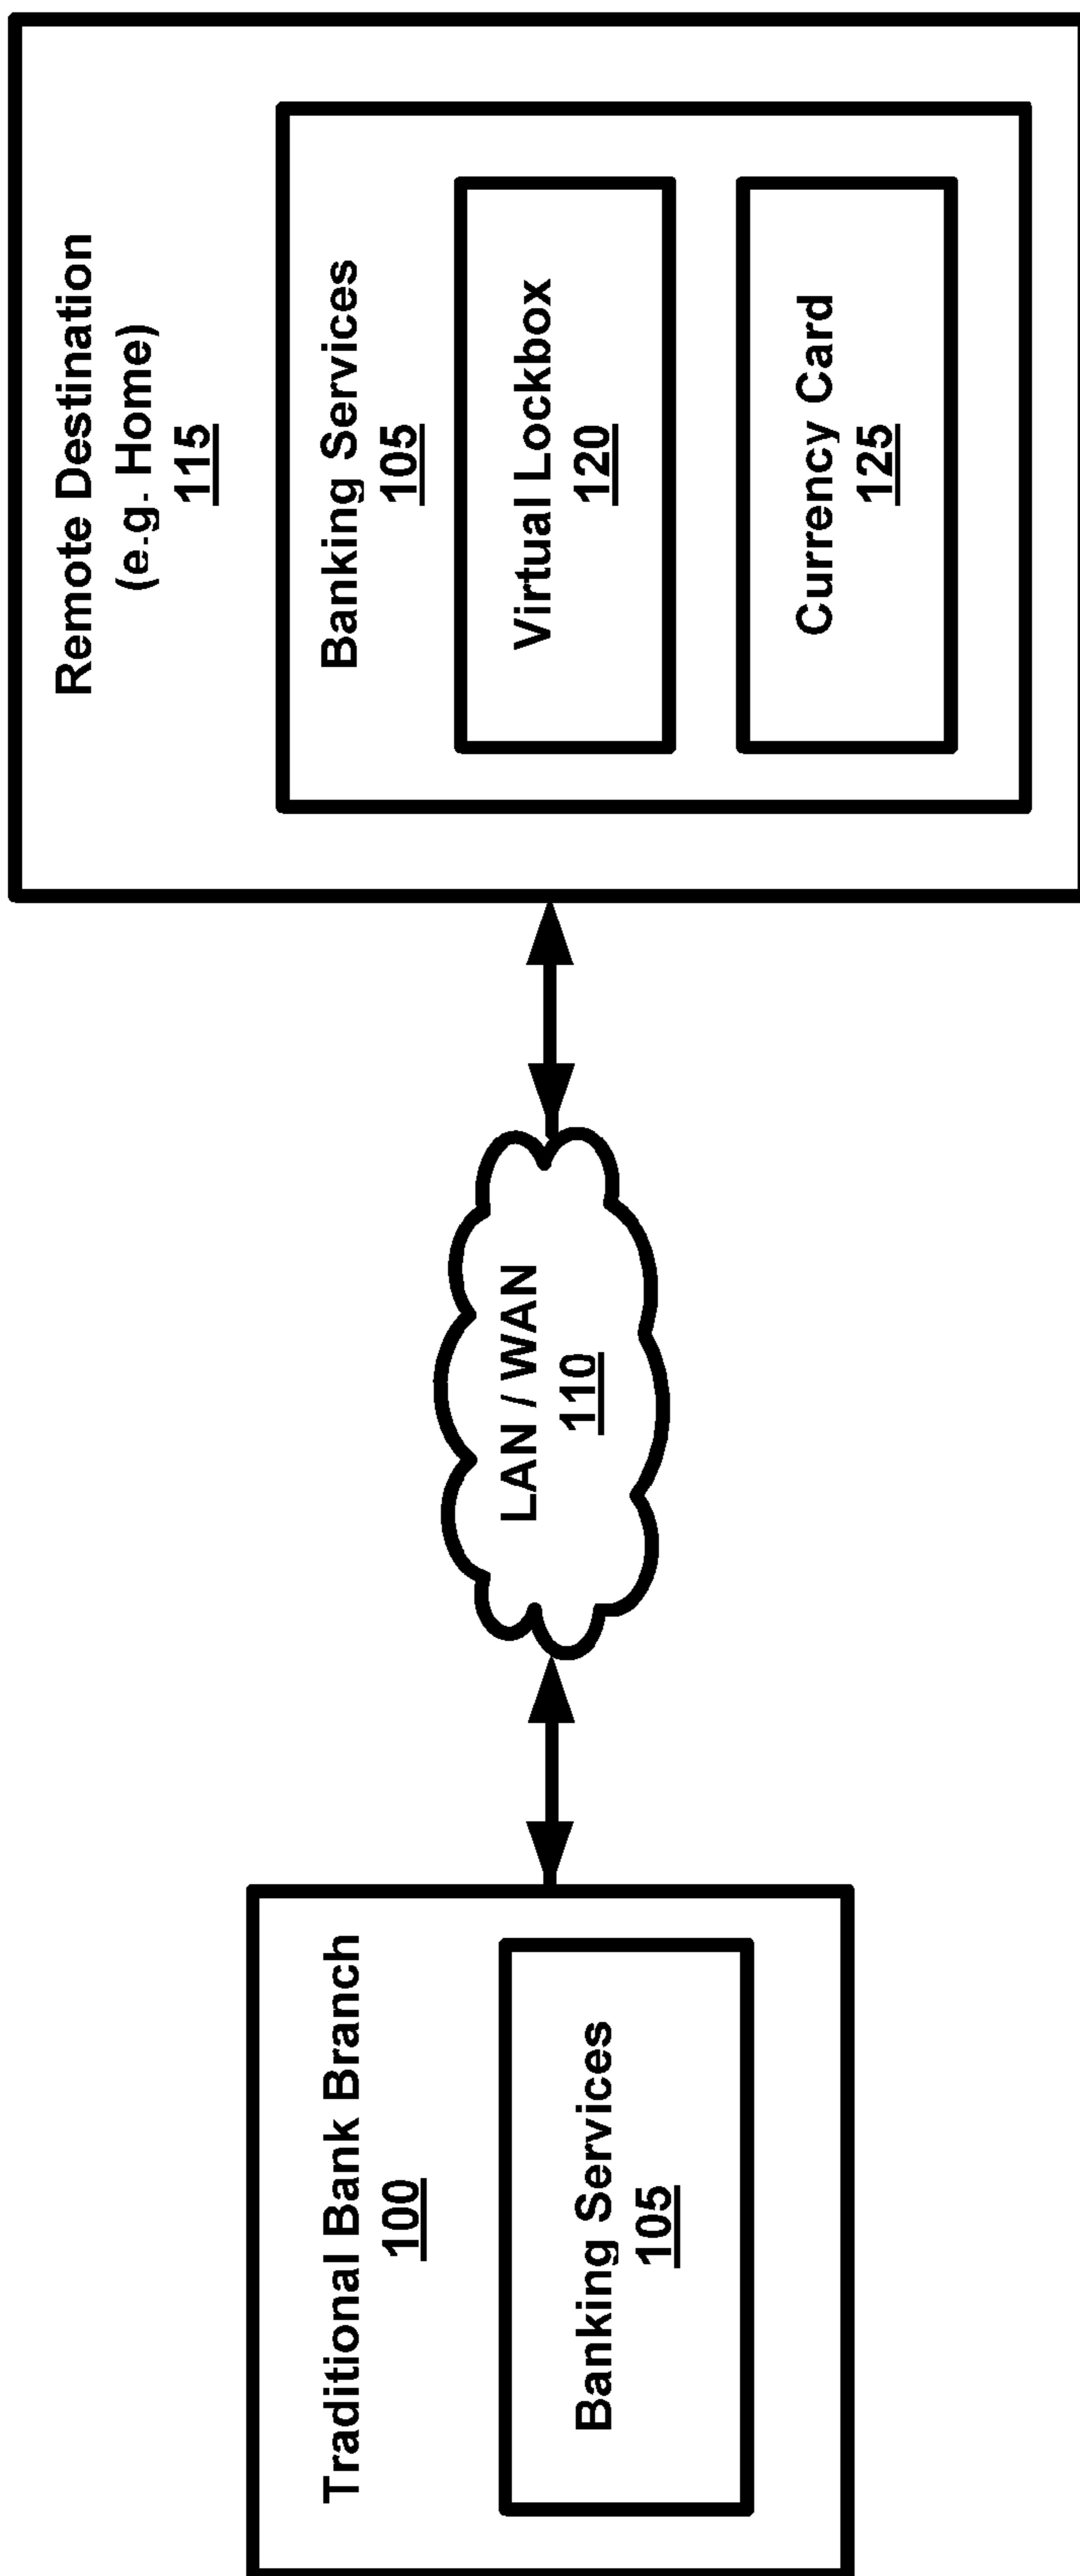 Traditional Bank Branch
100
Banking Services
105
LAN / WAN
110
Remote Destination
(e.g. Home)
115
Banking Services
105
Virtual Lockbox
120
Currency Card
125